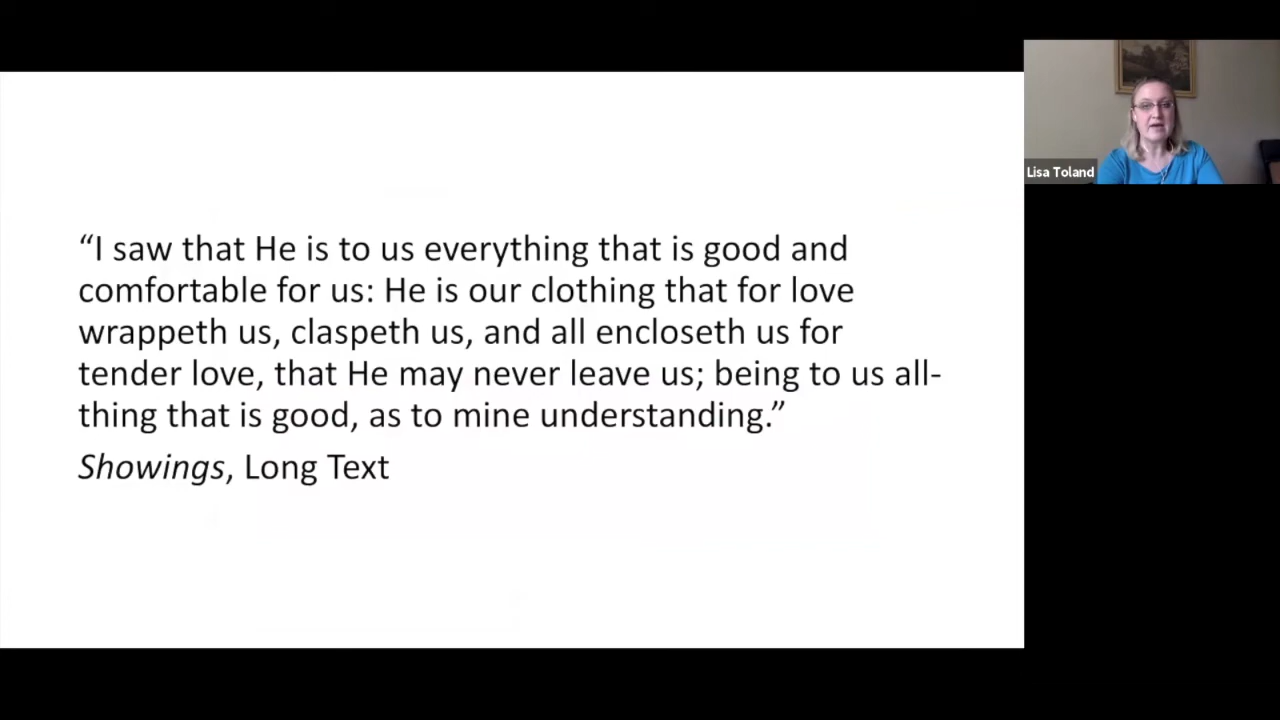 “I saw that He is to us everything that is good and
comfortable for us: He is our clothing that for love
wrappeth us, claspeth us, and all encloseth us for
tender love, that He may never leave us; being to us all-
thing that is good, as to mine understanding.”
Showings, Long Text
Lisa Toland